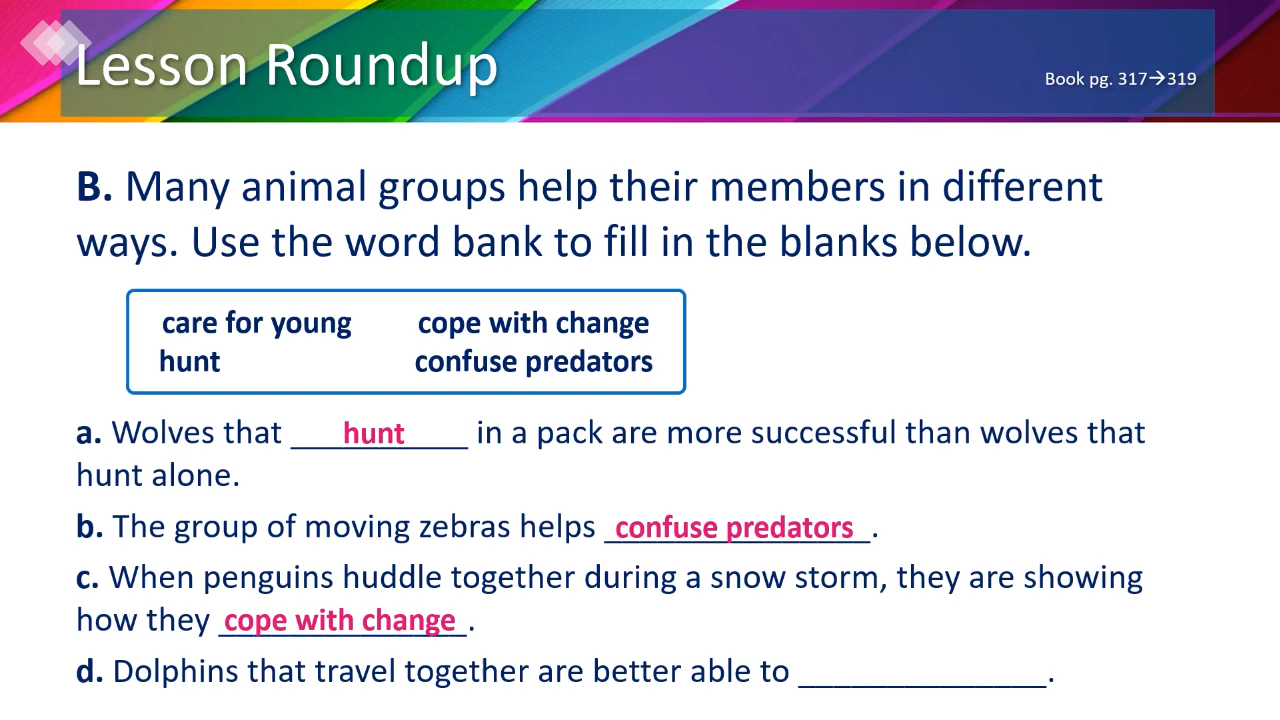 Lesson Roundup
Book pg. 317→319
B. Many animal groups help their members in different
ways. Use the word bank to fill in the blanks below.
care for young cope with change
hunt confuse predators
a. Wolves that ___hunt___ in a pack are more successful than wolves that
hunt alone.
b. The group of moving zebras helps confuse predators.
c. When penguins huddle together during a snow storm, they are showing
how they cope with change.
d. Dolphins that travel together are better able to ______________.